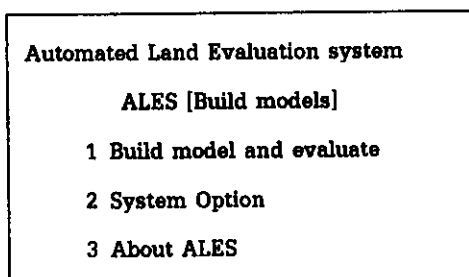 Automated Land Evaluation system
ALES [Build models]
1 Build model and evaluate
2 System Option
3 About ALES